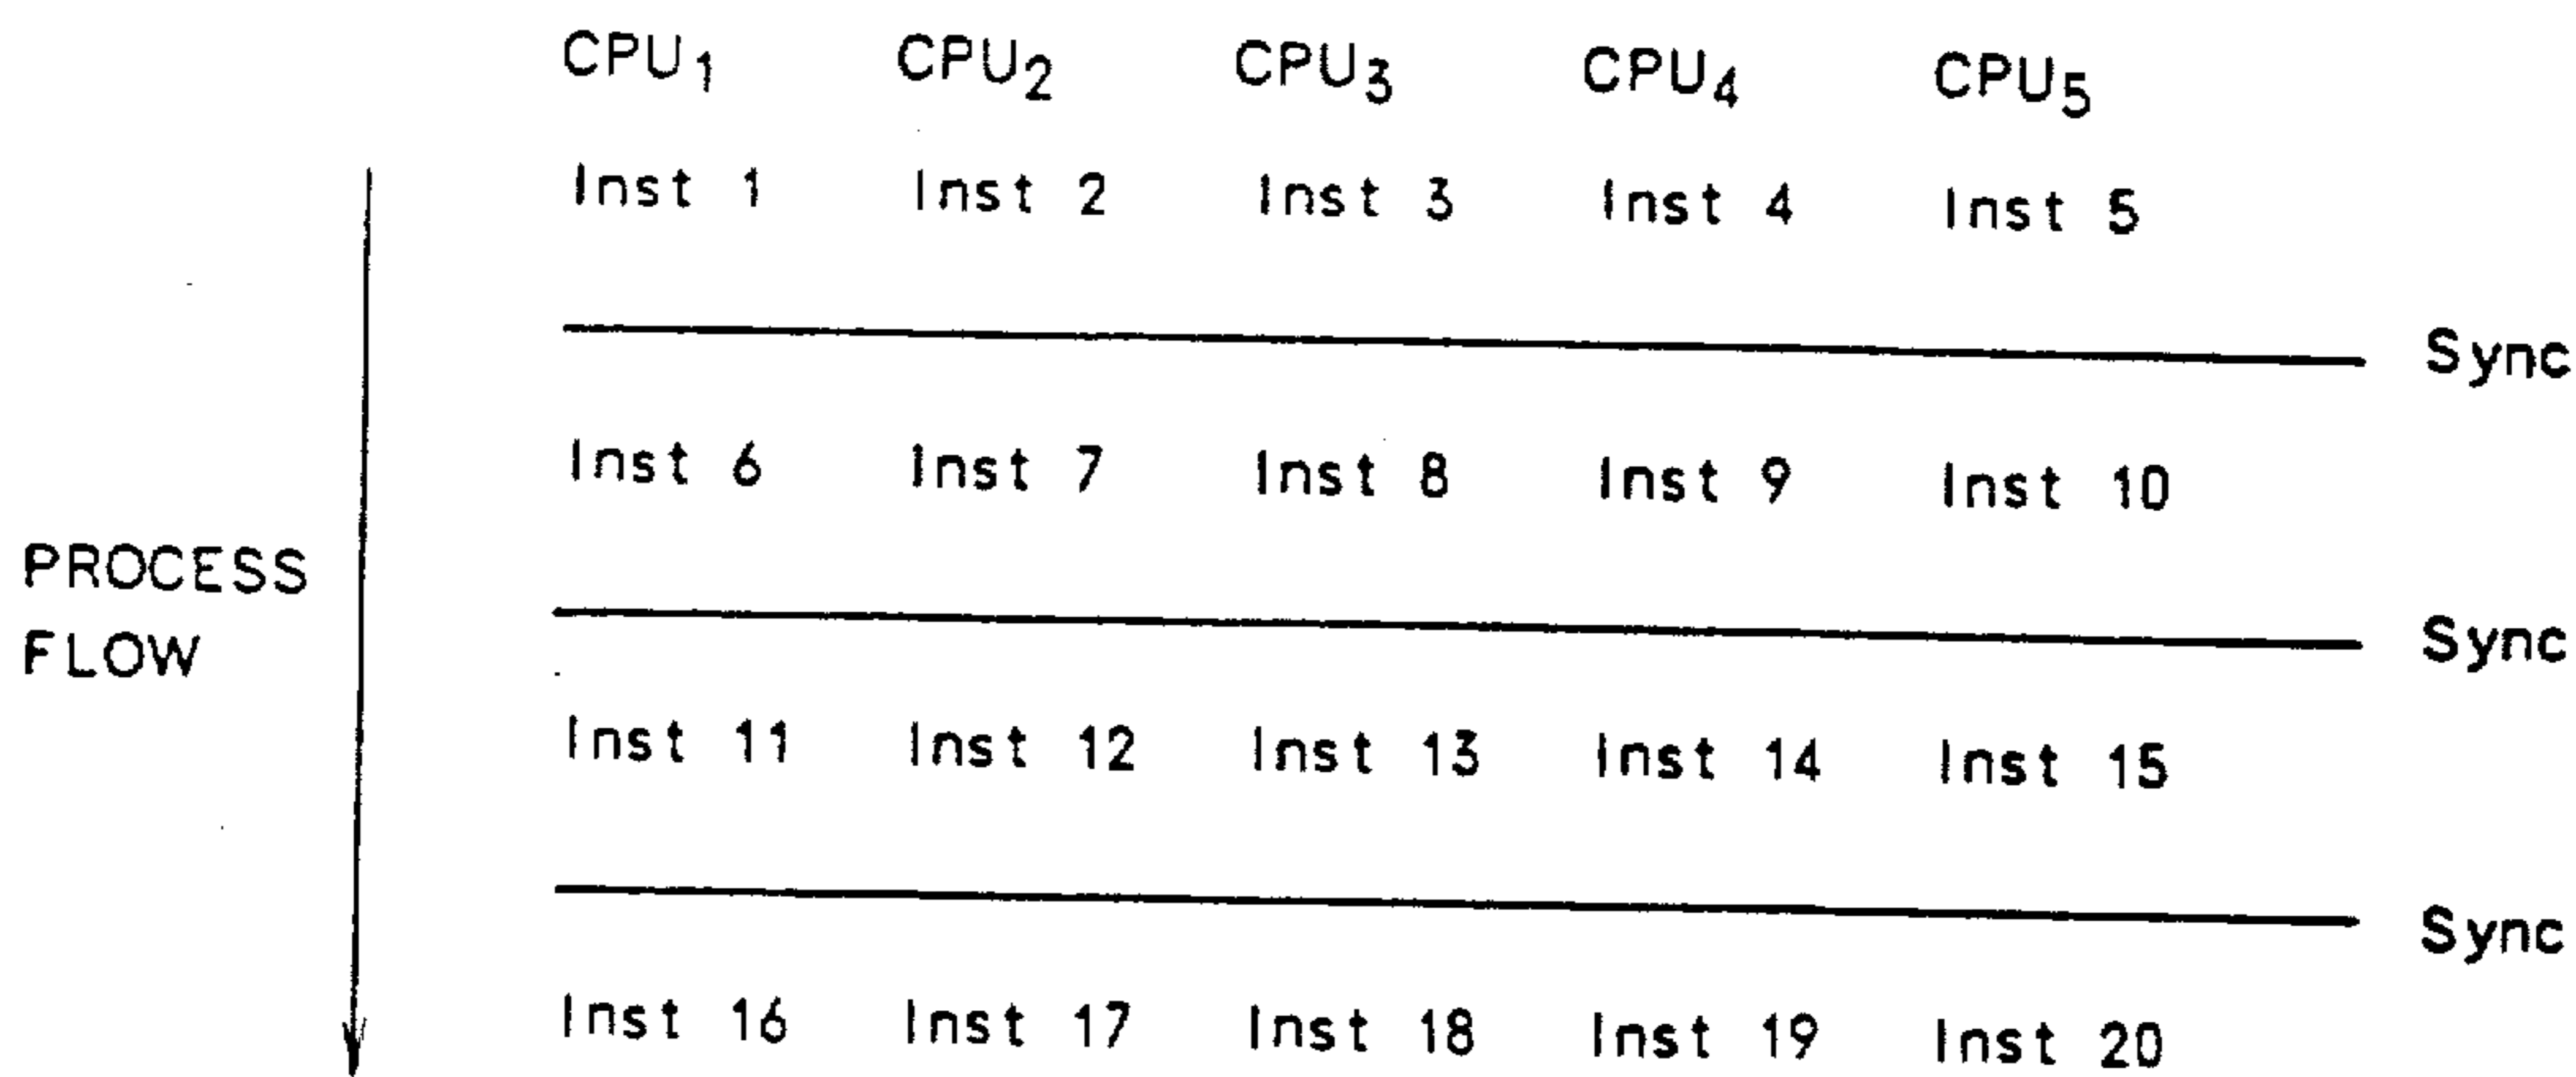 CPU₁ CPU₂ CPU₃ CPU₄ CPU₅
Inst 1 Inst 2 Inst 3 Inst 4 Inst 5
Sync
Inst 6 Inst 7 Inst 8 Inst 9 Inst 10
PROCESS
FLOW
Sync
Inst 11 Inst 12 Inst 13 Inst 14 Inst 15
Sync
Inst 16 Inst 17 Inst 18 Inst 19 Inst 20